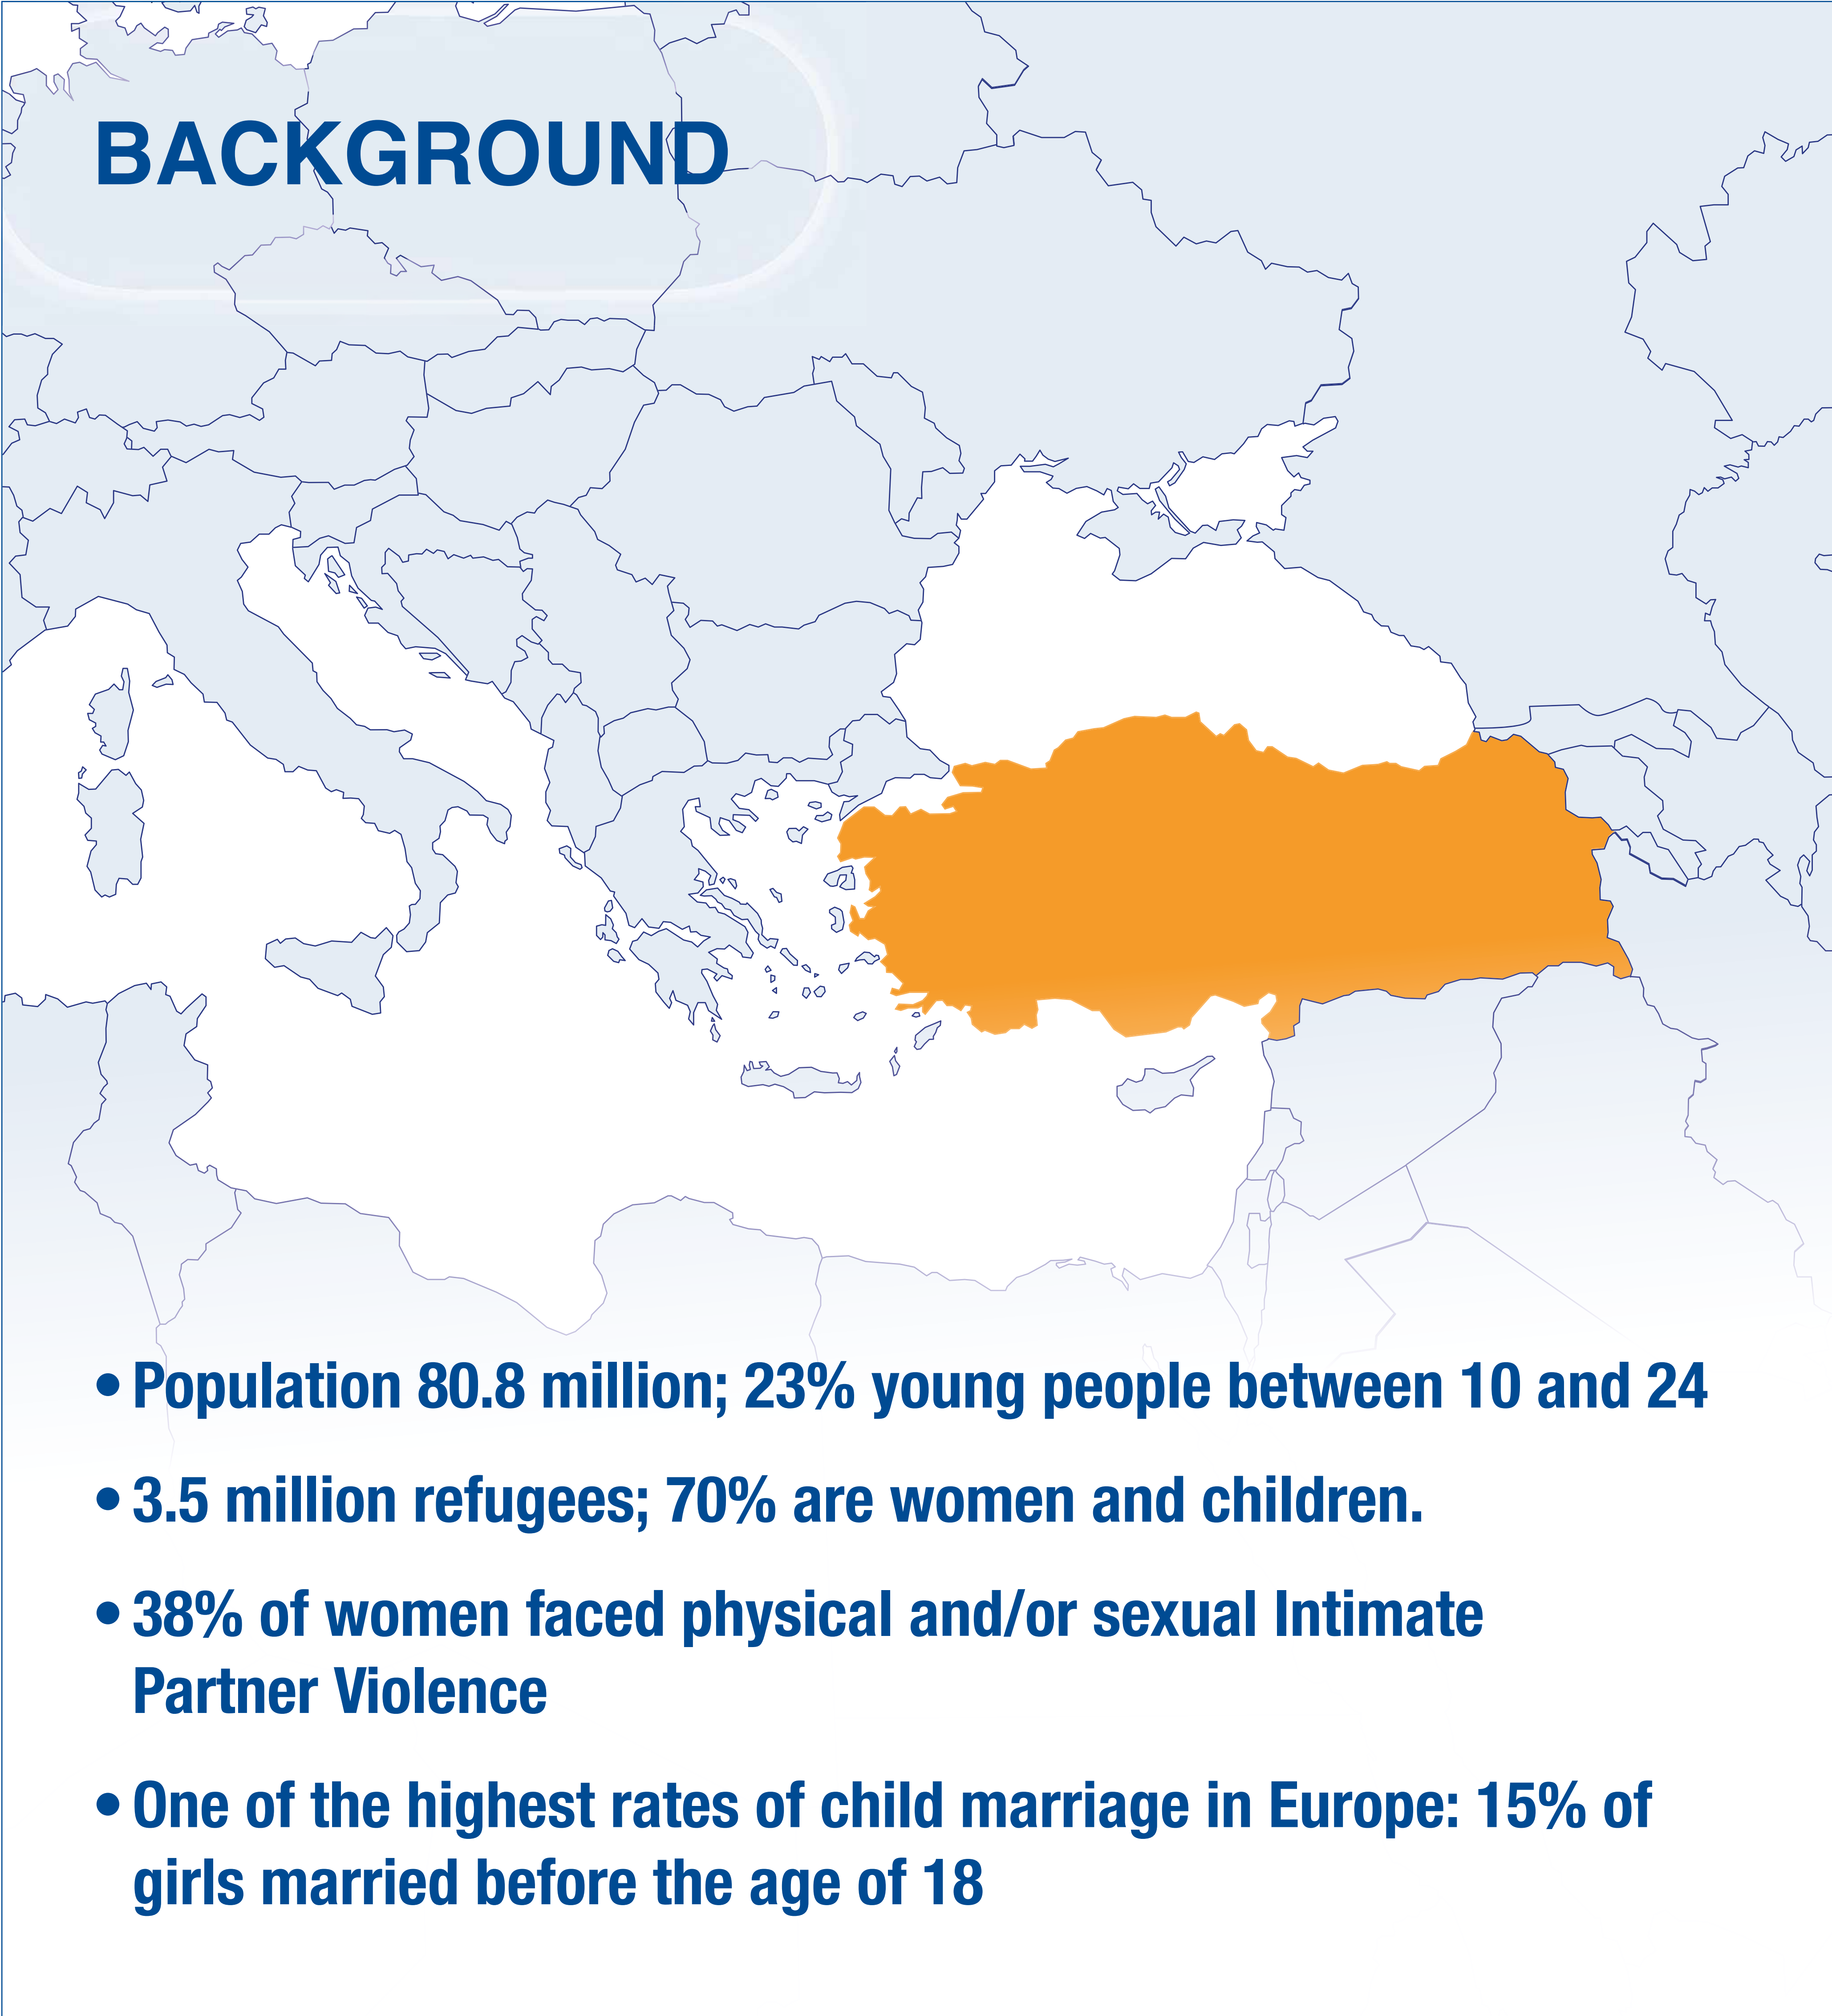 BACKGROUND
• Population 80.8 million; 23% young people between 10 and 24
• 3.5 million refugees; 70% are women and children.
• 38% of women faced physical and/or sexual Intimate
Partner Violence
• One of the highest rates of child marriage in Europe: 15% of
girls married before the age of 18